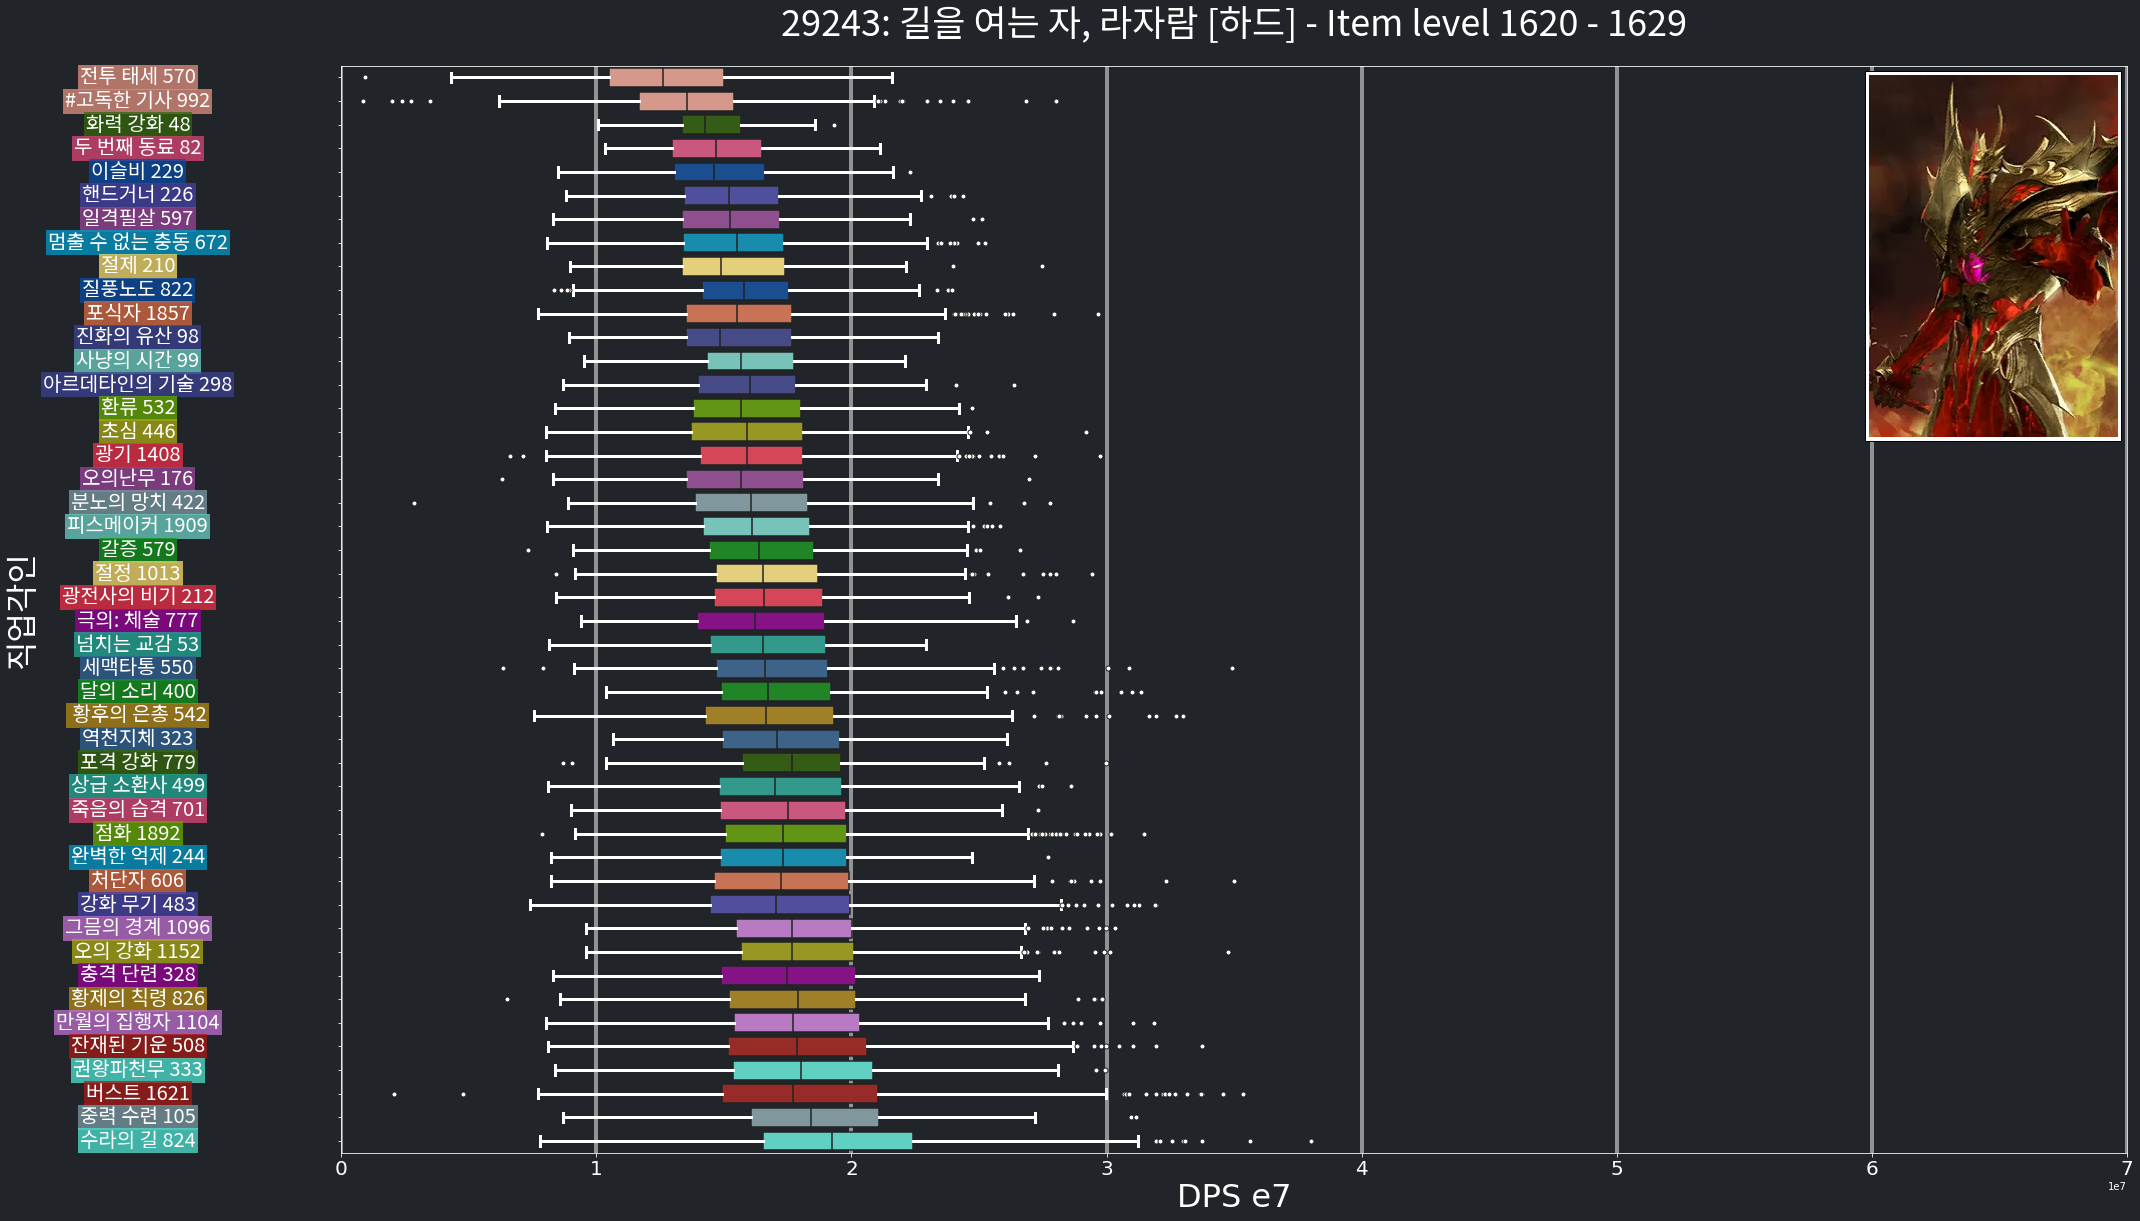 29243: 길을 여는 자, 라자람 [하드] - Item level 1620 - 1629
전투 태세 570
#고독한 기사 992
화력 강화 48
두 번째 동료 82
이슬비 229
핸드거너 226
일격필살 597
멈출 수 없는 충동 672
절제 210
질풍노도 822
포식자 1857
진화의 유산 98
사냥의 시간 99
아르데타인의 기술 298
환류 532
초심 446
광기 1408
오의난무 176
분노의 망치 422
피스메이커 1909
갈증 579
절정 1013
광전사의 비기 212
극의: 체술 777
넘치는 교감 53
세맥타통 550
달의 소리 400
황후의 은총 542
역천지체 323
포격 강화 779
상급 소환사 499
죽음의 습격 701
점화 1892
완벽한 억제 244
처단자 606
강화 무기 483
그믐의 경계 1096
오의 강화 1152
충격 단련 328
황제의 칙령 826
만월의 집행자 1104
잔재된 기운 508
권왕파천무 333
버스트 1621
중력 수련 105
수라의 길 824
직업각인
0 1 2 3 4 5 6 7
DPS e7
1e7